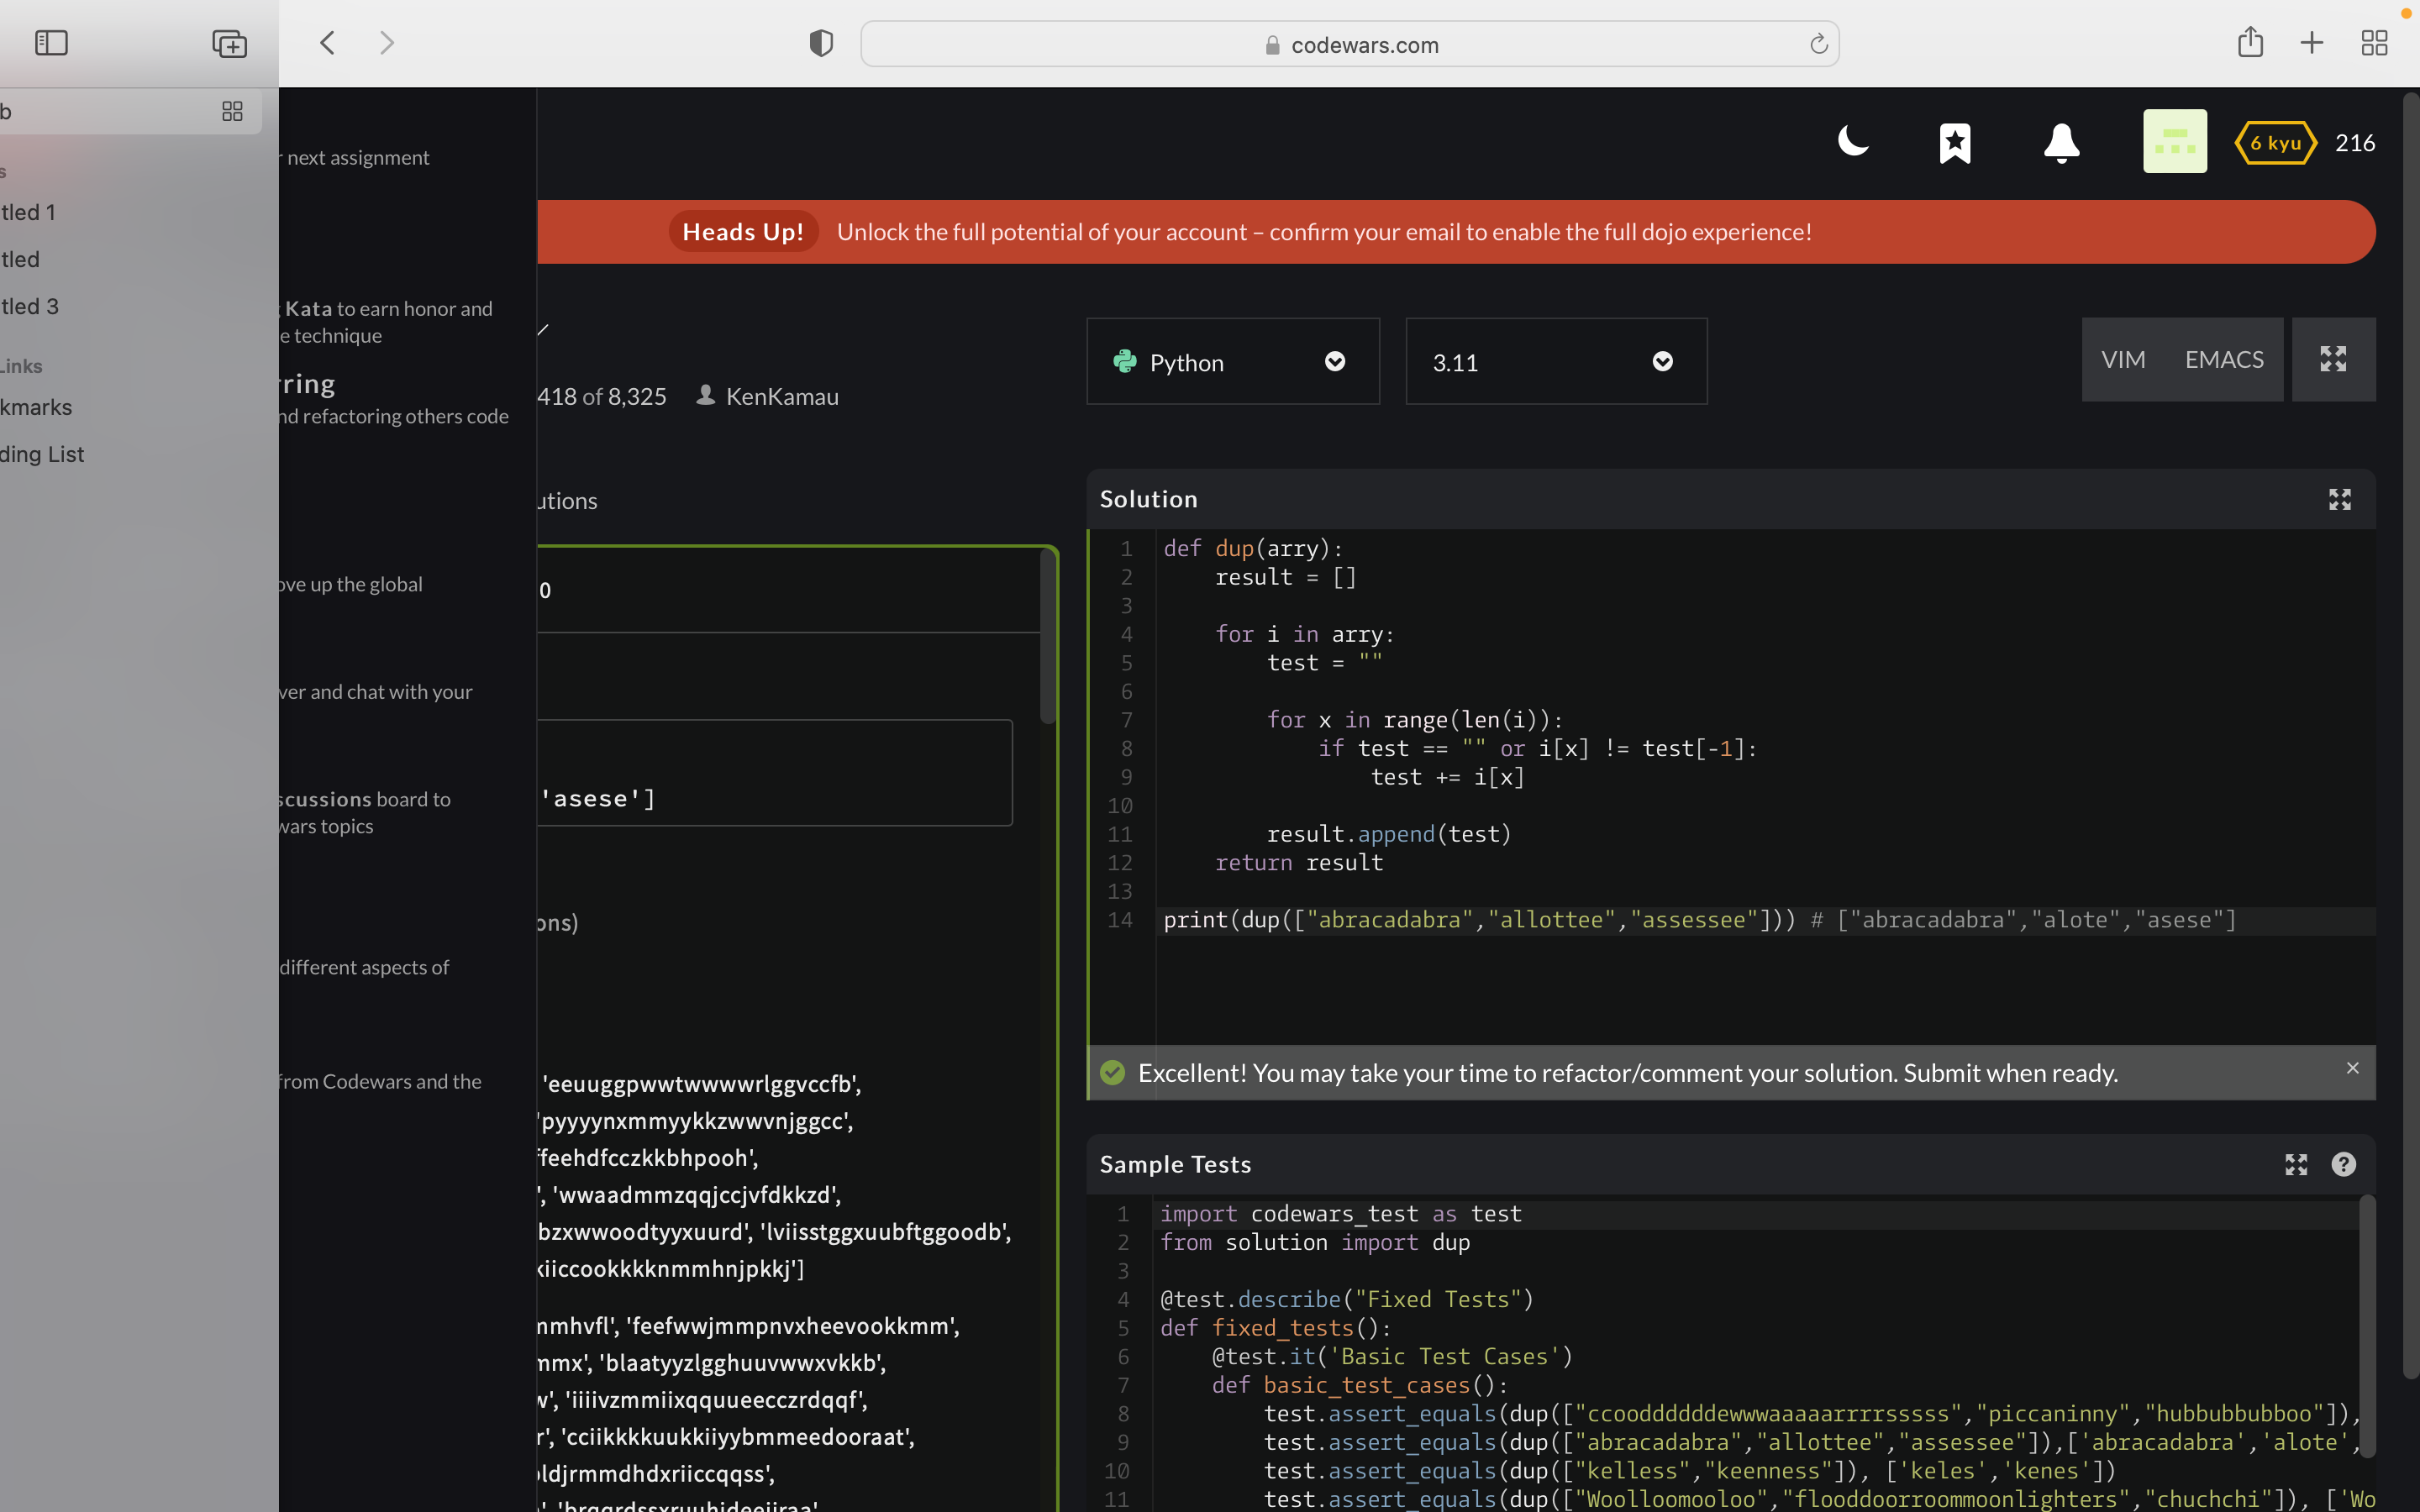 codewars.com
b
s
tled 1
tled
tled 3
Links
kmarks
ding List
next assignment
Kata to earn honor and
e technique
rring
nd refactoring others code
ove up the global
ver and chat with your
scussions board to
wars topics
different aspects of
from Codewars and the
6 kyu
216
Heads Up!
Unlock the full potential of your account – confirm your email to enable the full dojo experience!
418 of 8,325
KenKamau
Python
3.11
VIM
EMACS
utions
0
'asese']
ons)
'eeuuggpwwtwwwwrlggvccfb',
'pyyyynxmmyykkzwwvnjggcc',
ffeehdfcczkkbhpooh',
', 'wwaadmmzqqjccjvfdkkzd',
bzxwwoodtyyxuurd', 'lviisstggxuubftggoodb',
kiiccookkkknmmhnjpkkj']
mmhvfl', 'feefwwjmmpnvxheevookkmm',
mmx', 'blaatyyzlgghuuvwwxvkkb',
w', 'iiiivzmmiixqquueecczrdqqf',
r', 'cciikkkkuukkiiyybmmeedooraat',
ldjrmmdhdxriiccqqss',
Solution
1 def dup(arry):
2 result = []
3
4 for i in arry:
5 test = ""
6
7 for x in range(len(i)):
8 if test == "" or i[x] != test[-1]:
9 test += i[x]
10
11 result.append(test)
12 return result
13
14 print(dup(["abracadabra","allottee","assessee"])) # ["abracadabra","alote","asese"]
Excellent! You may take your time to refactor/comment your solution. Submit when ready.
Sample Tests
1 import codewars_test as test
2 from solution import dup
3
4 @test.describe("Fixed Tests")
5 def fixed_tests():
6 @test.it('Basic Test Cases')
7 def basic_test_cases():
8 test.assert_equals(dup(["ccooddddddewwwaaaaarrrrsssss","piccaninny","hubbubbubboo"]),
9 test.assert_equals(dup(["abracadabra","allottee","assessee"]),['abracadabra','alote',
10 test.assert_equals(dup(["kelless","keenness"]), ['keles','kenes'])
11 test.assert_equals(dup(["Woolloomooloo","flooddoorroommoonlighters","chuchchi"]), ['Wo